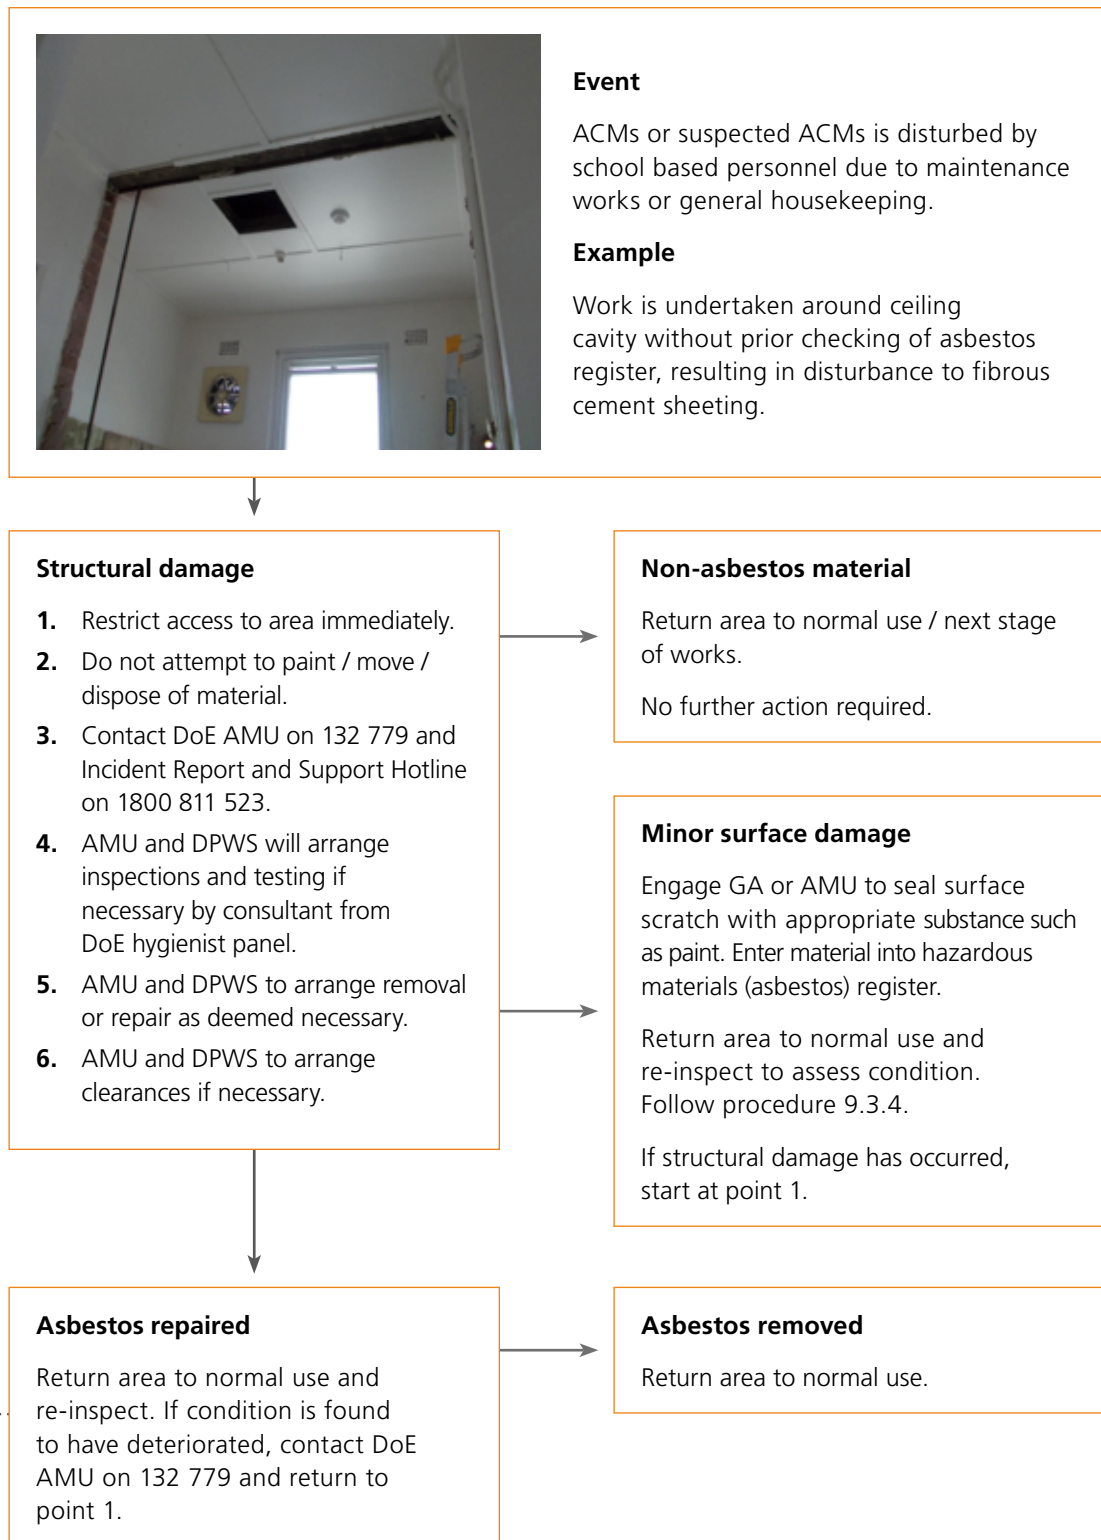 Event
ACMs or suspected ACMs is disturbed by
school based personnel due to maintenance
works or general housekeeping.
Example
Work is undertaken around ceiling
cavity without prior checking of asbestos
register, resulting in disturbance to fibrous
cement sheeting.
Structural damage
1. Restrict access to area immediately.
2. Do not attempt to paint / move /
dispose of material.
3. Contact DoE AMU on 132 779 and
Incident Report and Support Hotline
on 1800 811 523.
4. AMU and DPWS will arrange
inspections and testing if
necessary by consultant from
DoE hygienist panel.
5. AMU and DPWS to arrange removal
or repair as deemed necessary.
6. AMU and DPWS to arrange
clearances if necessary.
Non-asbestos material
Return area to normal use / next stage
of works.
No further action required.
Minor surface damage
Engage GA or AMU to seal surface
scratch with appropriate substance such
as paint. Enter material into hazardous
materials (asbestos) register.
Return area to normal use and
re-inspect to assess condition.
Follow procedure 9.3.4.
If structural damage has occurred,
start at point 1.
Asbestos repaired
Return area to normal use and
re-inspect. If condition is found
to have deteriorated, contact DoE
AMU on 132 779 and return to
point 1.
Asbestos removed
Return area to normal use.